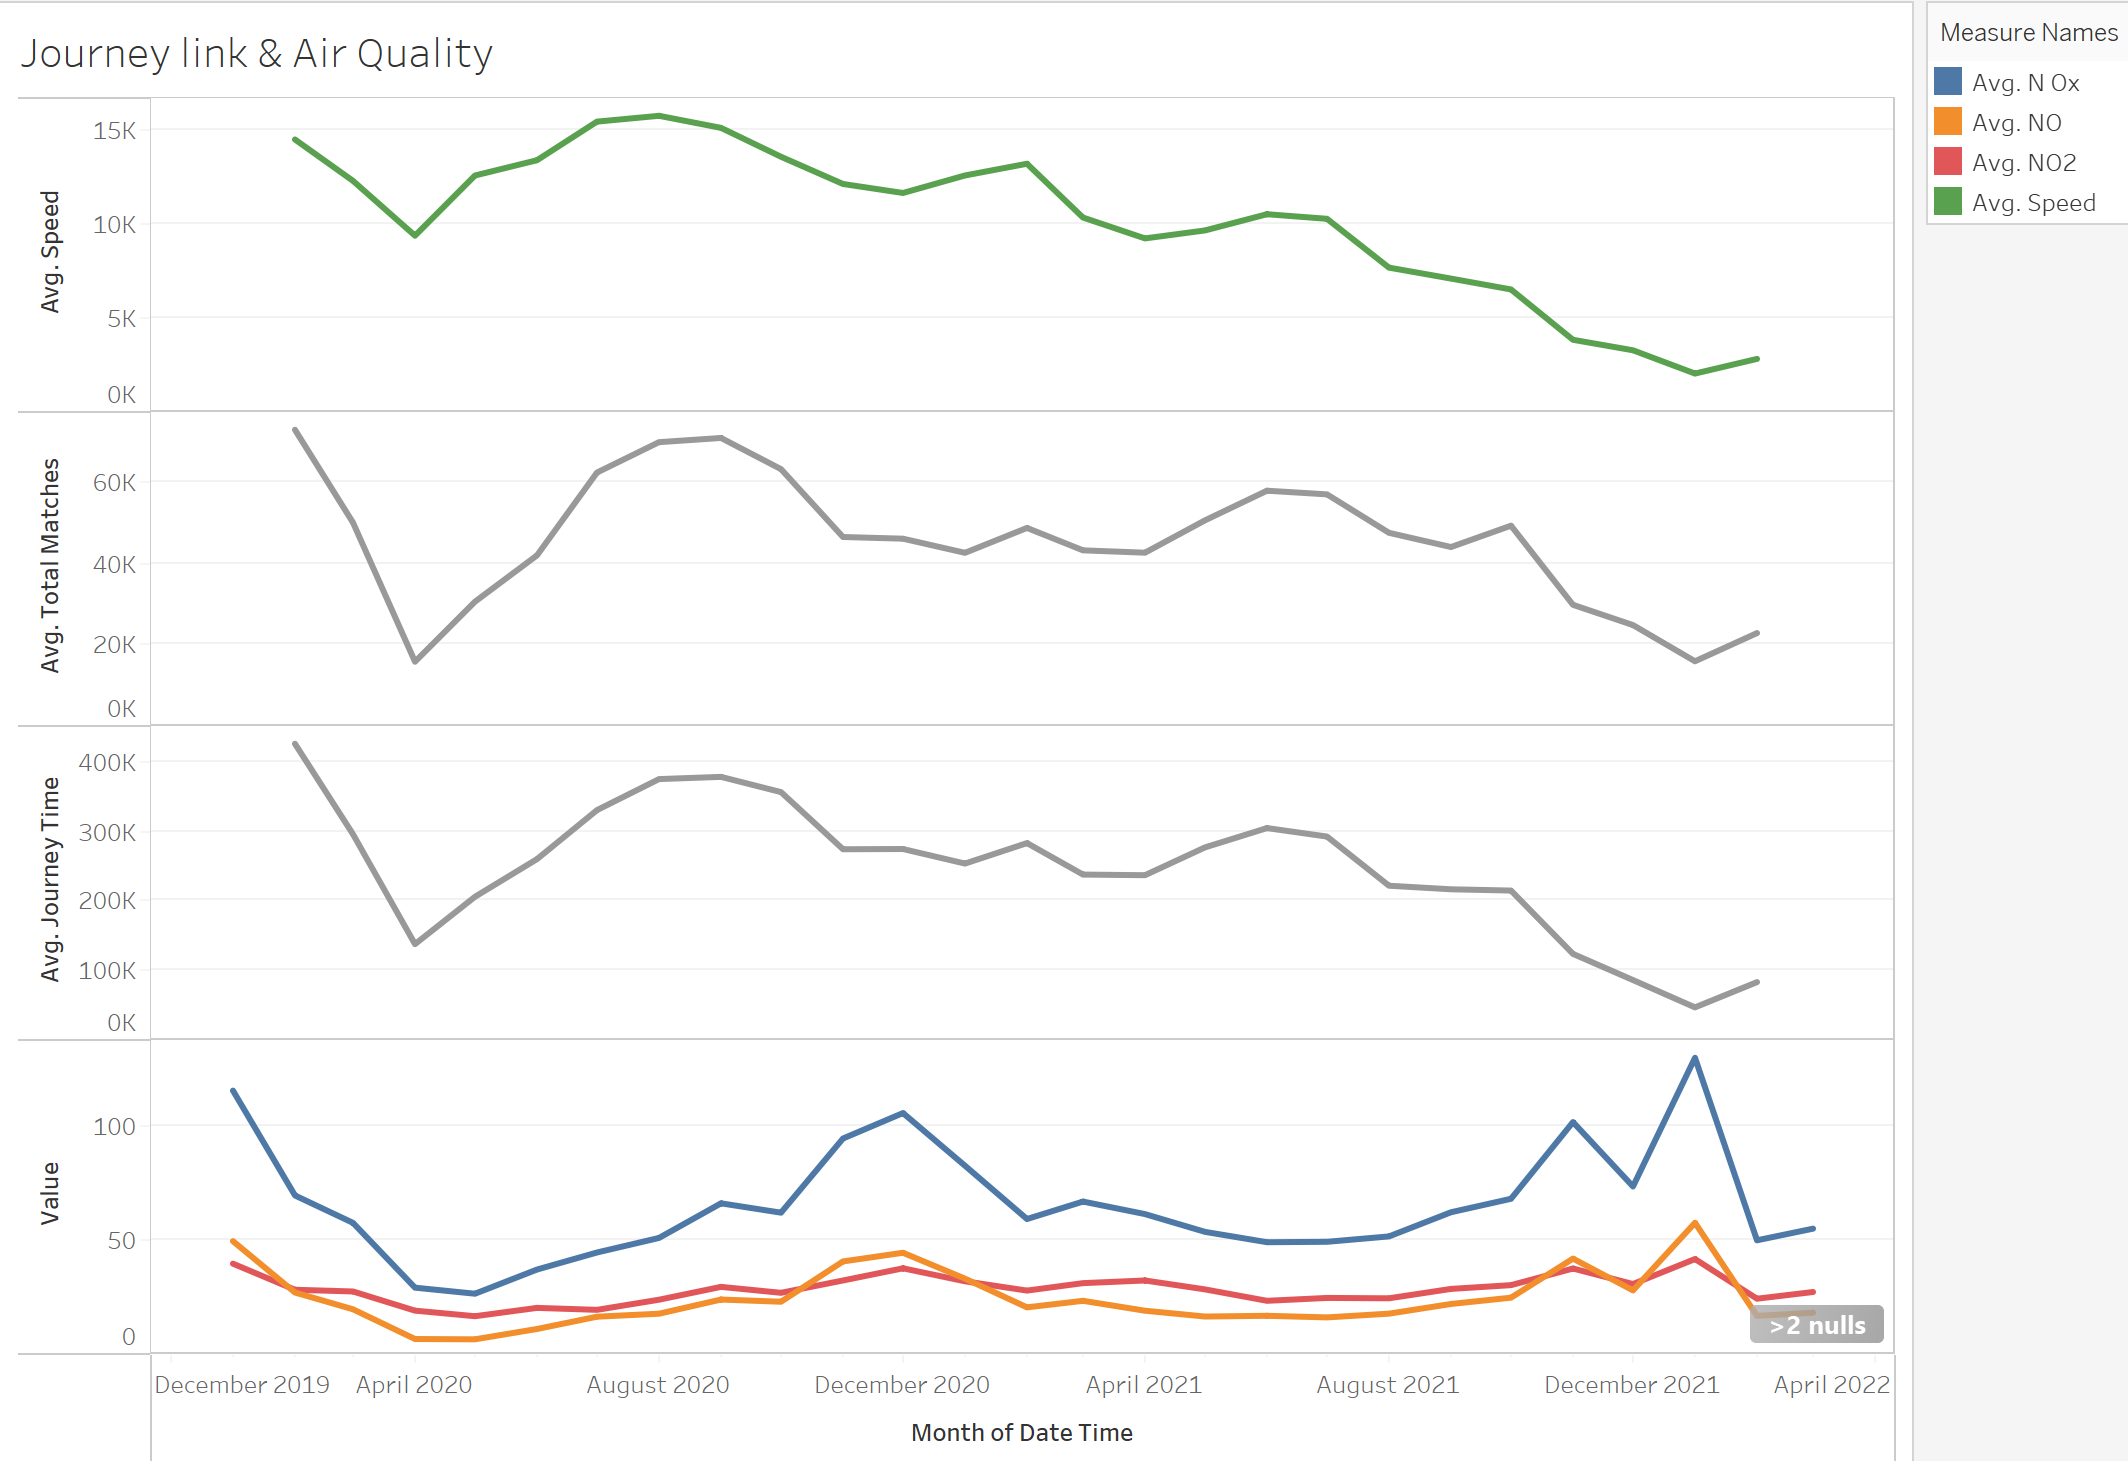 Journey link & Air Quality
Measure Names
Avg. N Ox
Avg. NO
Avg. NO2
Avg. Speed
Avg. Speed
15K
10K
5K
0K
Avg. Total Matches
60K
40K
20K
0K
Avg. Journey Time
400K
300K
200K
100K
0K
Value
100
50
0
>2 nulls
December 2019 April 2020 August 2020 December 2020 April 2021 August 2021 December 2021 April 2022
Month of Date Time